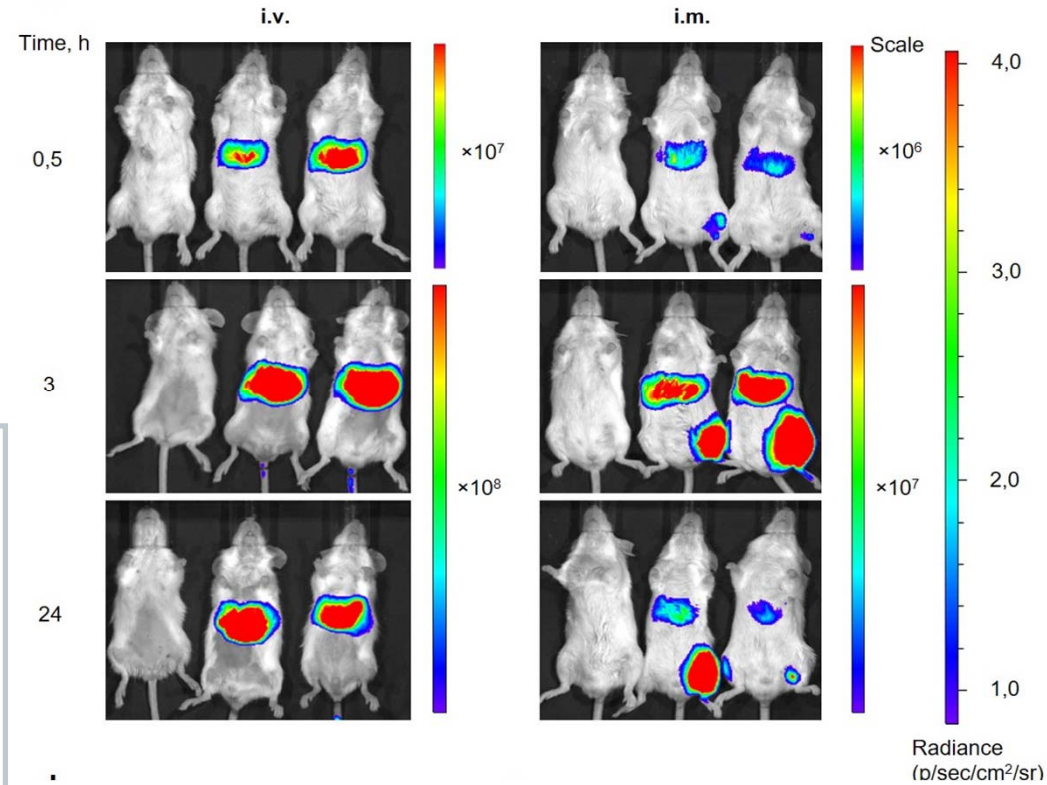 i.v.
i.m.
Time, h
Scale
4,0
0,5
×10⁷
×10⁶
3,0
3
2,0
×10⁸
×10⁷
24
1,0
Radiance
(p/sec/cm²/sr)